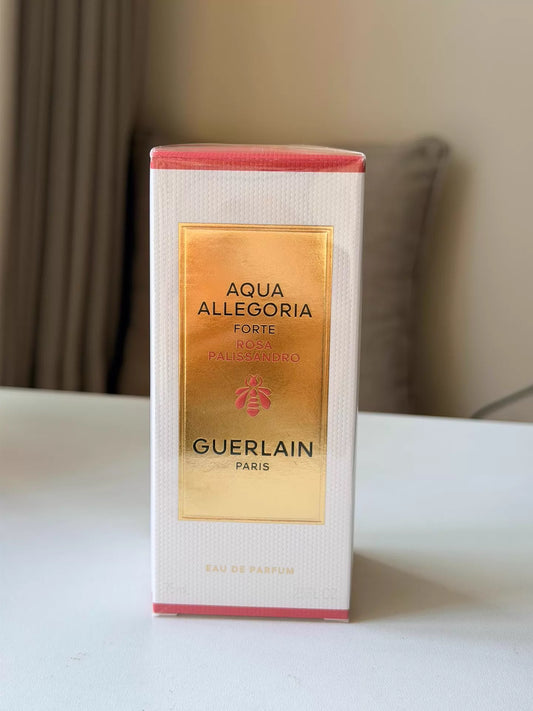 AQUA
ALLEGORIA
FORTE
ROSA
PALISSANDRO
GUERLAIN
PARIS
EAU DE PARFUM